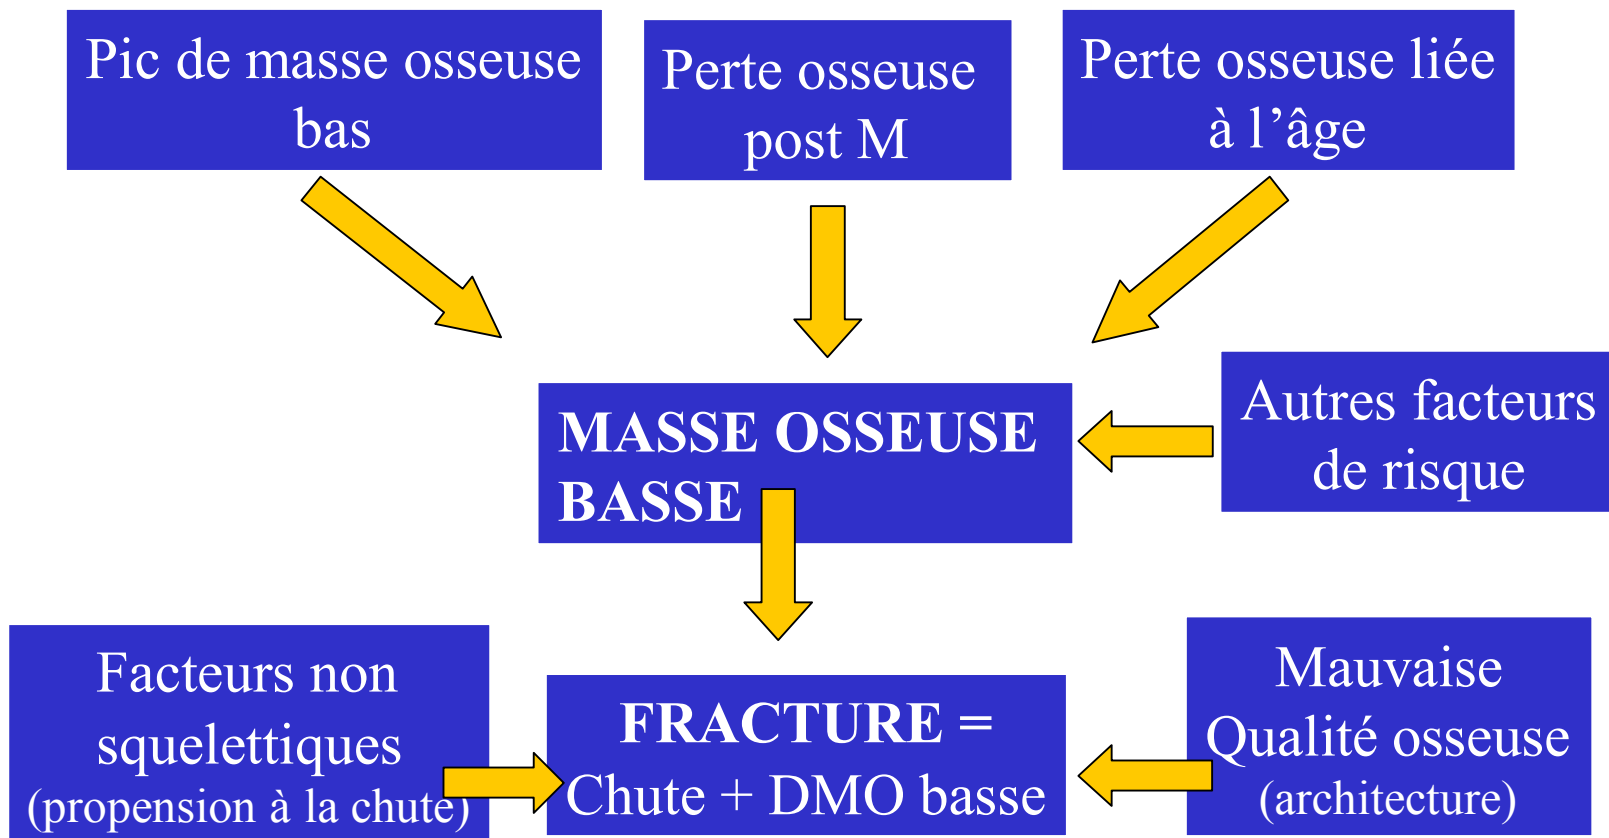 Pic de masse osseuse
bas
Perte osseuse
post M
Perte osseuse liée
à l’âge
MASSE OSSEUSE
BASSE
Autres facteurs
de risque
Facteurs non
squelettiques
(propension à la chute)
FRACTURE =
Chute + DMO basse
Mauvaise
Qualité osseuse
(architecture)